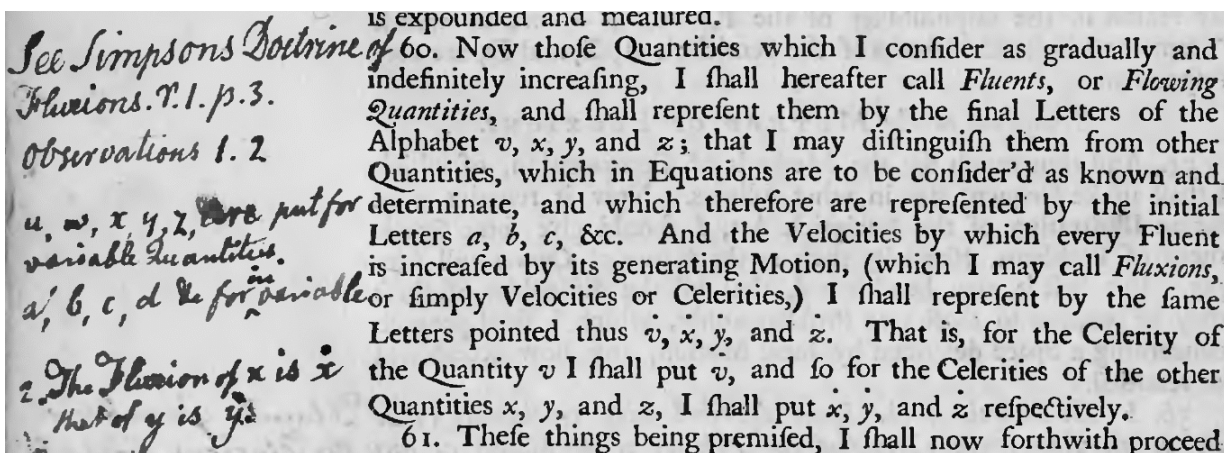 is expounded and meaſured.
See Simpsons Doctrine of
Fluxions. V. 1. p. 3.
Observations 1. 2
u, w, x, y, z, are put for
variable Quantities.
a, b, c, d &c for invariable
2. The Fluxion of x is ẋ
that of y is ẏ
60. Now thoſe Quantities which I conſider as gradually and
indefinitely increaſing, I ſhall hereafter call Fluents, or Flowing
Quantities, and ſhall repreſent them by the final Letters of the
Alphabet v, x, y, and z; that I may diſtinguiſh them from other
Quantities, which in Equations are to be conſider'd as known and
determinate, and which therefore are repreſented by the initial
Letters a, b, c, &c. And the Velocities by which every Fluent
is increaſed by its generating Motion, (which I may call Fluxions,
or ſimply Velocities or Celerities,) I ſhall repreſent by the ſame
Letters pointed thus v̇, ẋ, ẏ, and ż. That is, for the Celerity of
the Quantity v I ſhall put v̇, and ſo for the Celerities of the other
Quantities x, y, and z, I ſhall put ẋ, ẏ, and ż reſpectively.
61. Theſe things being premiſed, I ſhall now forthwith proceed